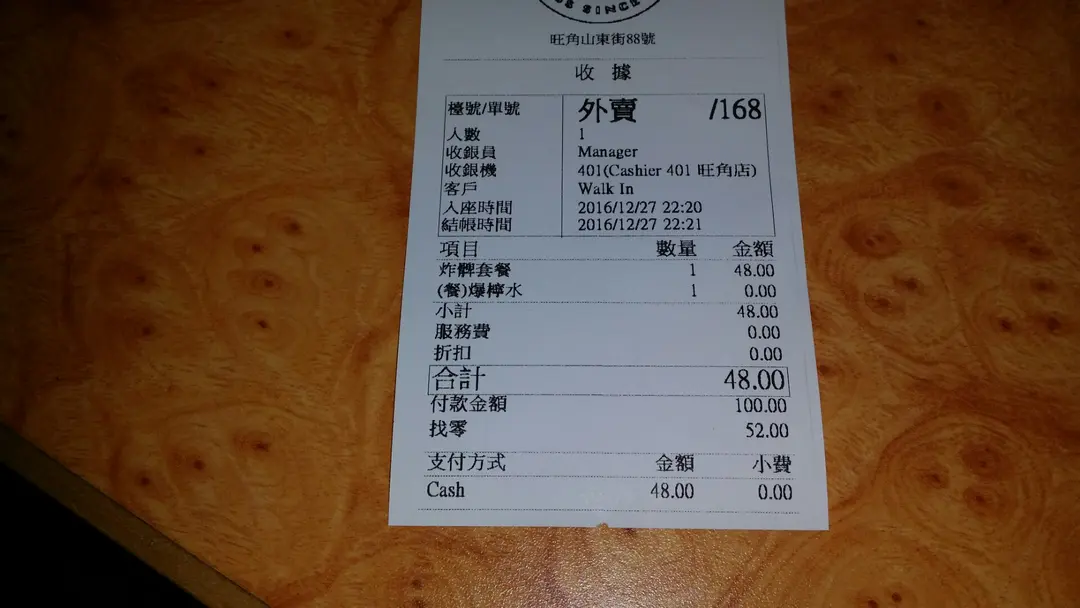 SINCE
旺角山東街88號
收 據
檯號/單號 外賣 /168
人數 1
收銀員 Manager
收銀機 401(Cashier 401 旺角店)
客戶 Walk In
入座時間 2016/12/27 22:20
結帳時間 2016/12/27 22:21
項目 數量 金額
炸髀套餐 1 48.00
(餐)爆檸水 1 0.00
小計 48.00
服務費 0.00
折扣 0.00
合計 48.00
付款金額 100.00
找零 52.00
支付方式 金額 小費
Cash 48.00 0.00